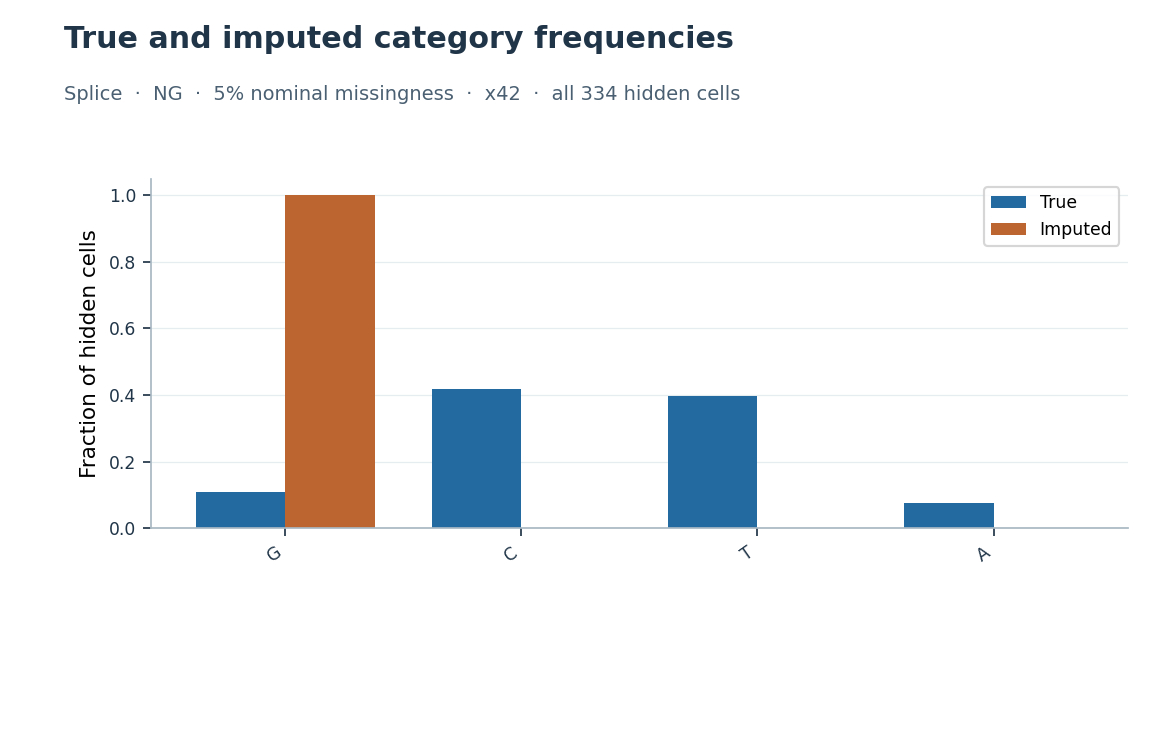 True and imputed category frequencies
Splice · NG · 5% nominal missingness · x42 · all 334 hidden cells
Fraction of hidden cells
1.0
0.8
0.6
0.4
0.2
0.0
True
Imputed
G
C
T
A